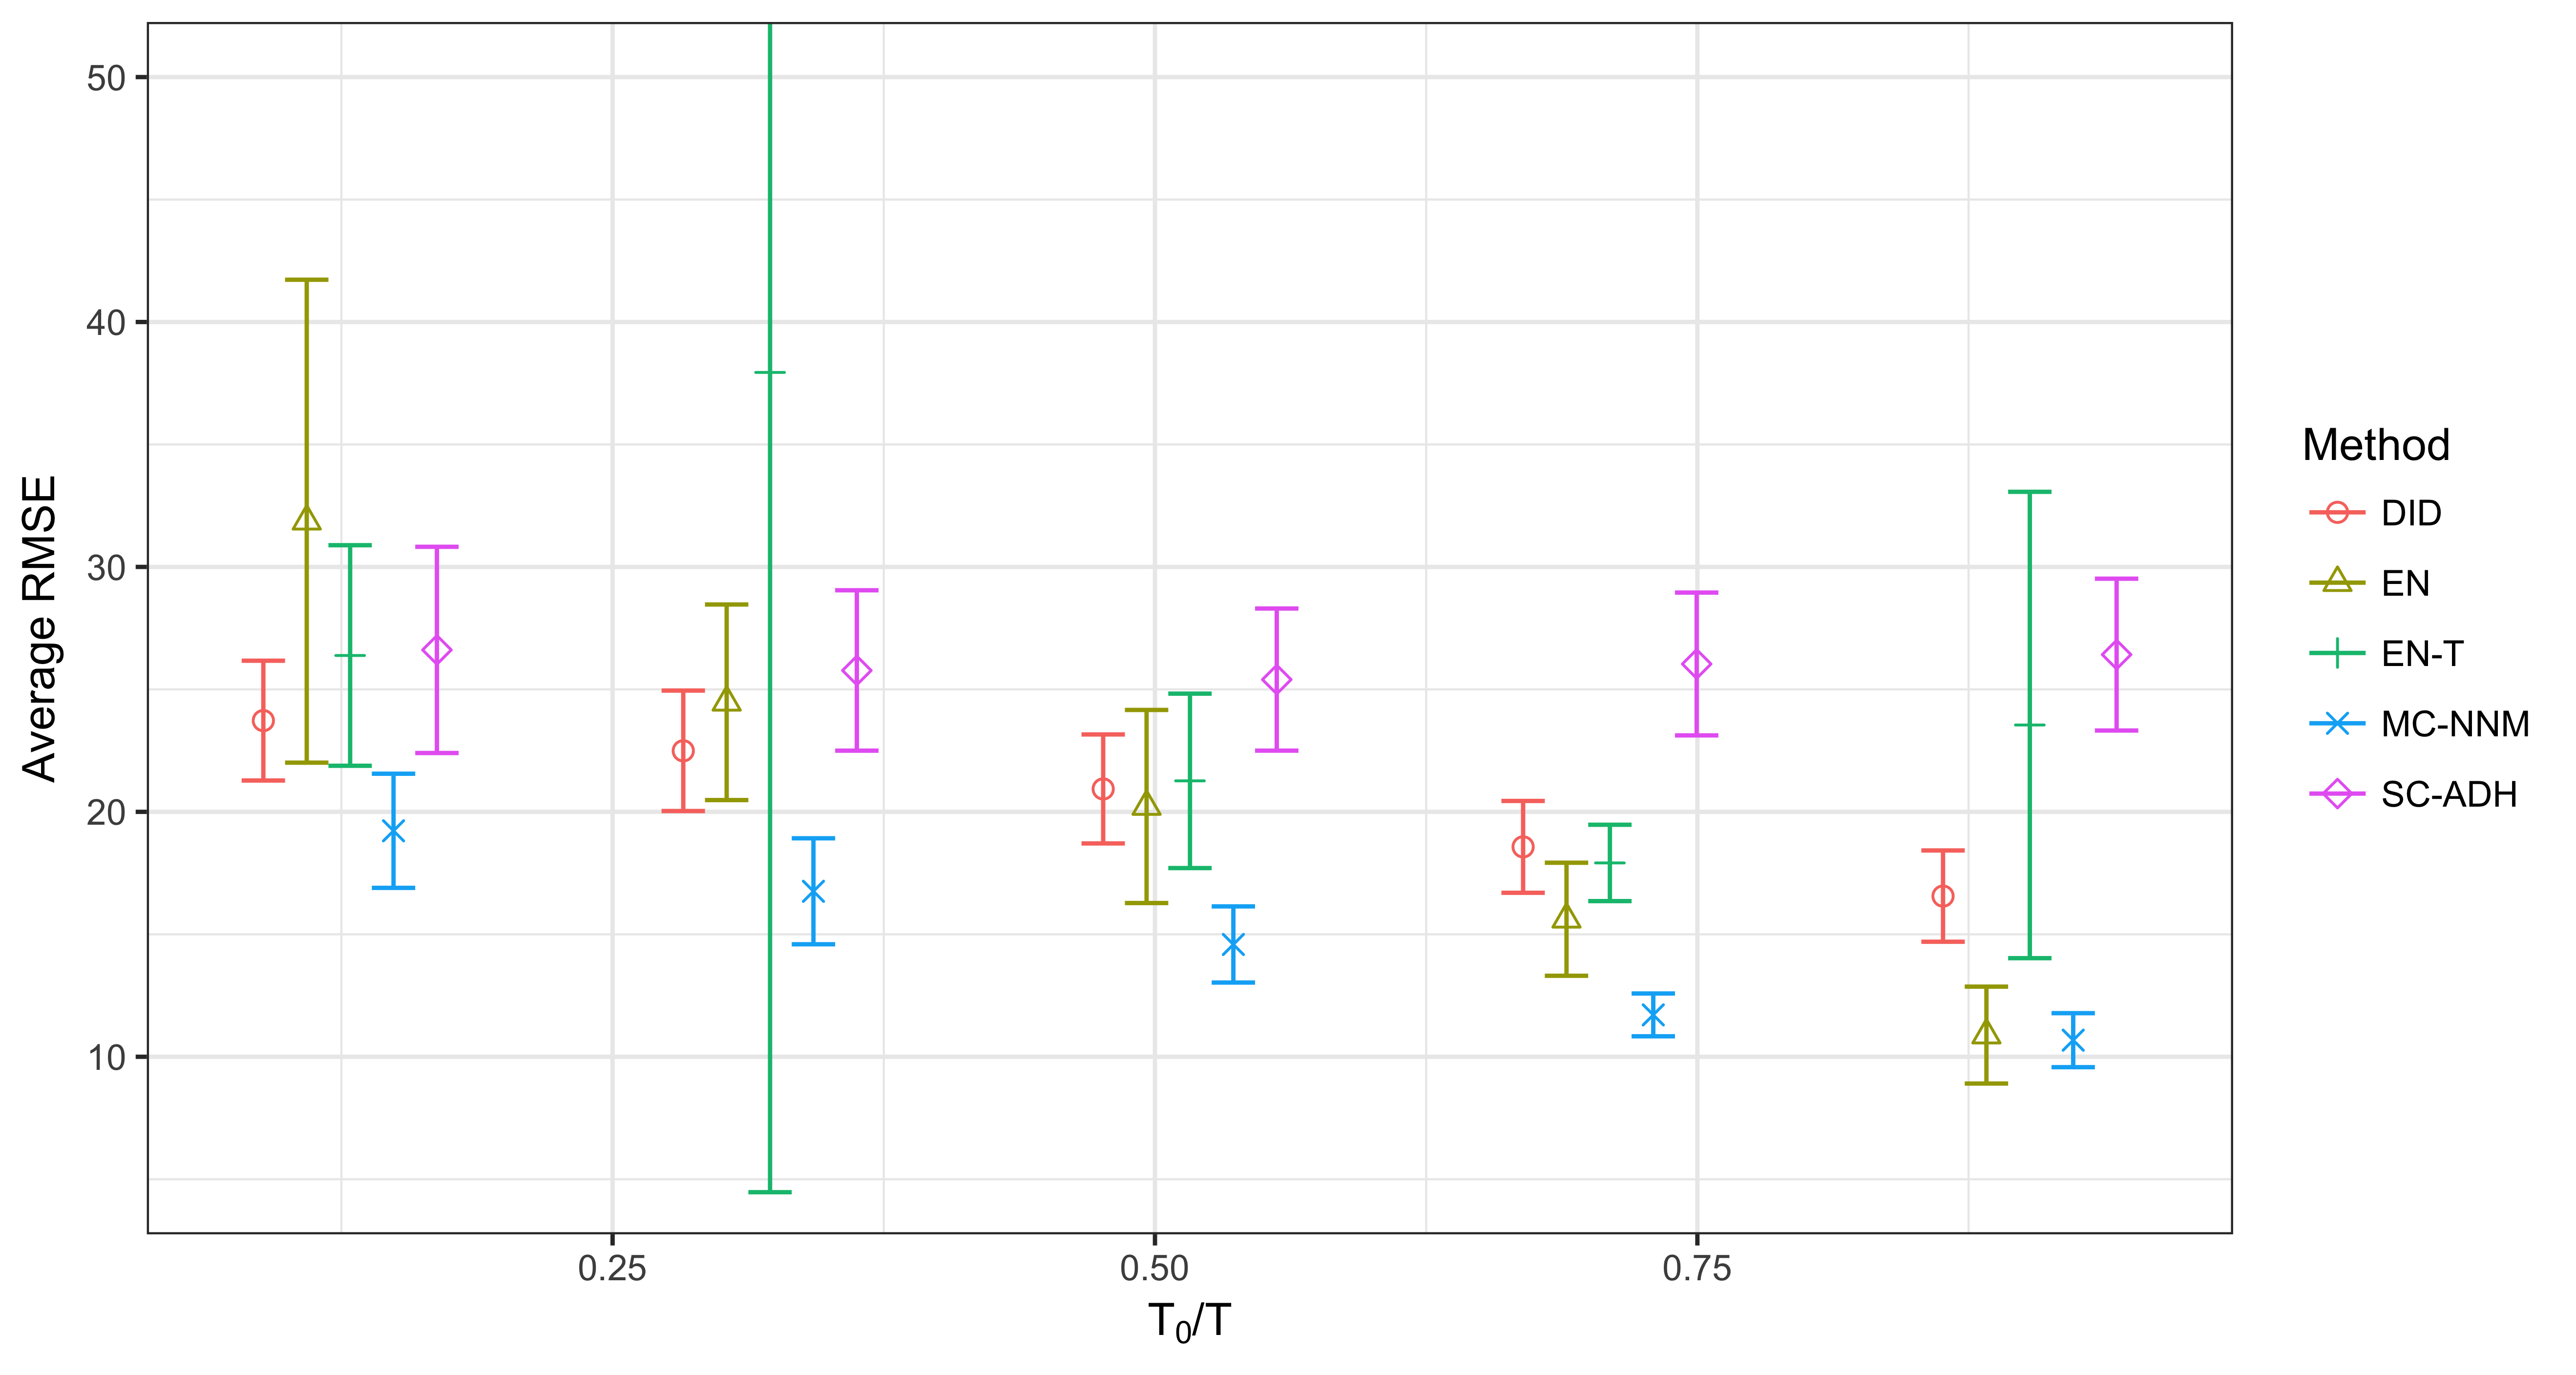 50
40
30
20
10
Average RMSE
0.25
0.50
0.75
T₀/T
Method
DID
EN
EN-T
MC-NNM
SC-ADH